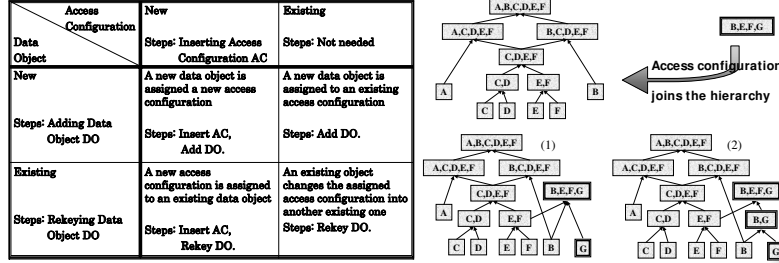 Access
Configuration
Data
Object
New
Steps: Inserting Access
Configuration AC
Existing
Steps: Not needed
New
Steps: Adding Data
Object DO
A new data object is
assigned a new access
configuration
Steps: Insert AC,
Add DO.
A new data object is
assigned to an existing
access configuration
Steps: Add DO.
Existing
Steps: Rekeying Data
Object DO
A new access
configuration is assigned
to an existing data object
Steps: Insert AC,
Rekey DO.
An existing object
changes the assigned
access configuration into
another existing one
Steps: Rekey DO.
A,B,C,D,E,F
A,C,D,E,F
B,C,D,E,F
C,D,E,F
C,D
E,F
A
B
C
D
E
F
B,E,F,G
Access configuration
joins the hierarchy
(1)
A,B,C,D,E,F
A,C,D,E,F
B,C,D,E,F
C,D,E,F
B,E,F,G
A
C,D
E,F
C
D
E
F
B
G
(2)
A,B,C,D,E,F
A,C,D,E,F
B,C,D,E,F
C,D,E,F
B,E,F,G
A
C,D
E,F
B,G
C
D
E
F
B
G